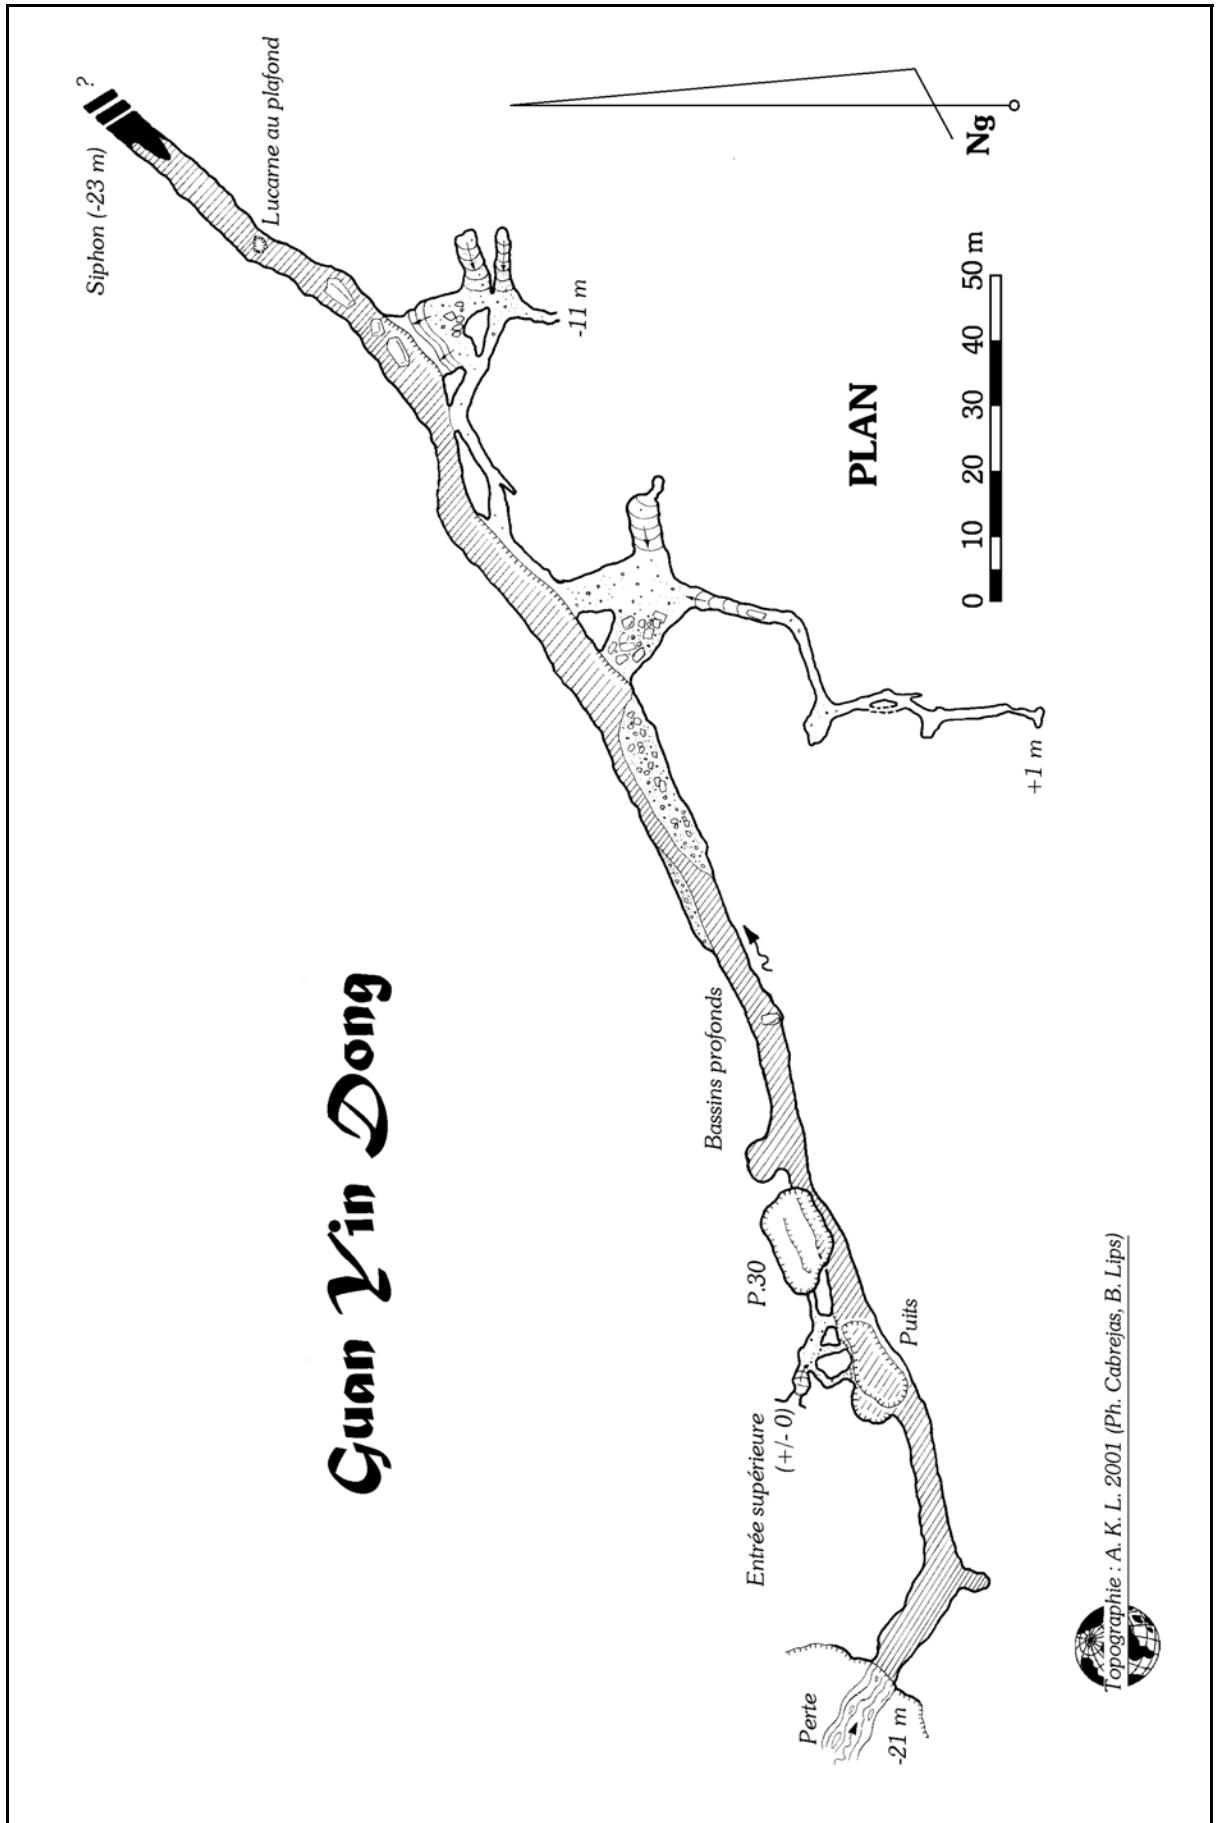 Guan Yin Dong
PLAN
0 10 20 30 40 50 m
Ng
Siphon (-23 m)
?
Lucarne au plafond
-11 m
+1 m
Bassins profonds
P.30
Puits
Entrée supérieure
(+/- 0)
Perte
-21 m
Topographie : A. K. L. 2001 (Ph. Cabrejas, B. Lips)